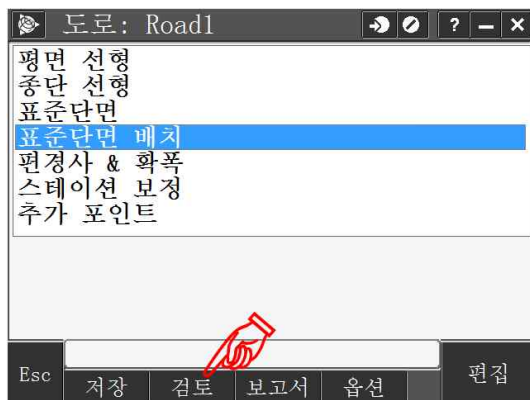 도로: Road1
? – ×
평면 선형
종단 선형
표준단면
표준단면 배치
편경사 & 확폭
스테이션 보정
추가 포인트
Esc 저장 검토 보고서 옵션 편집